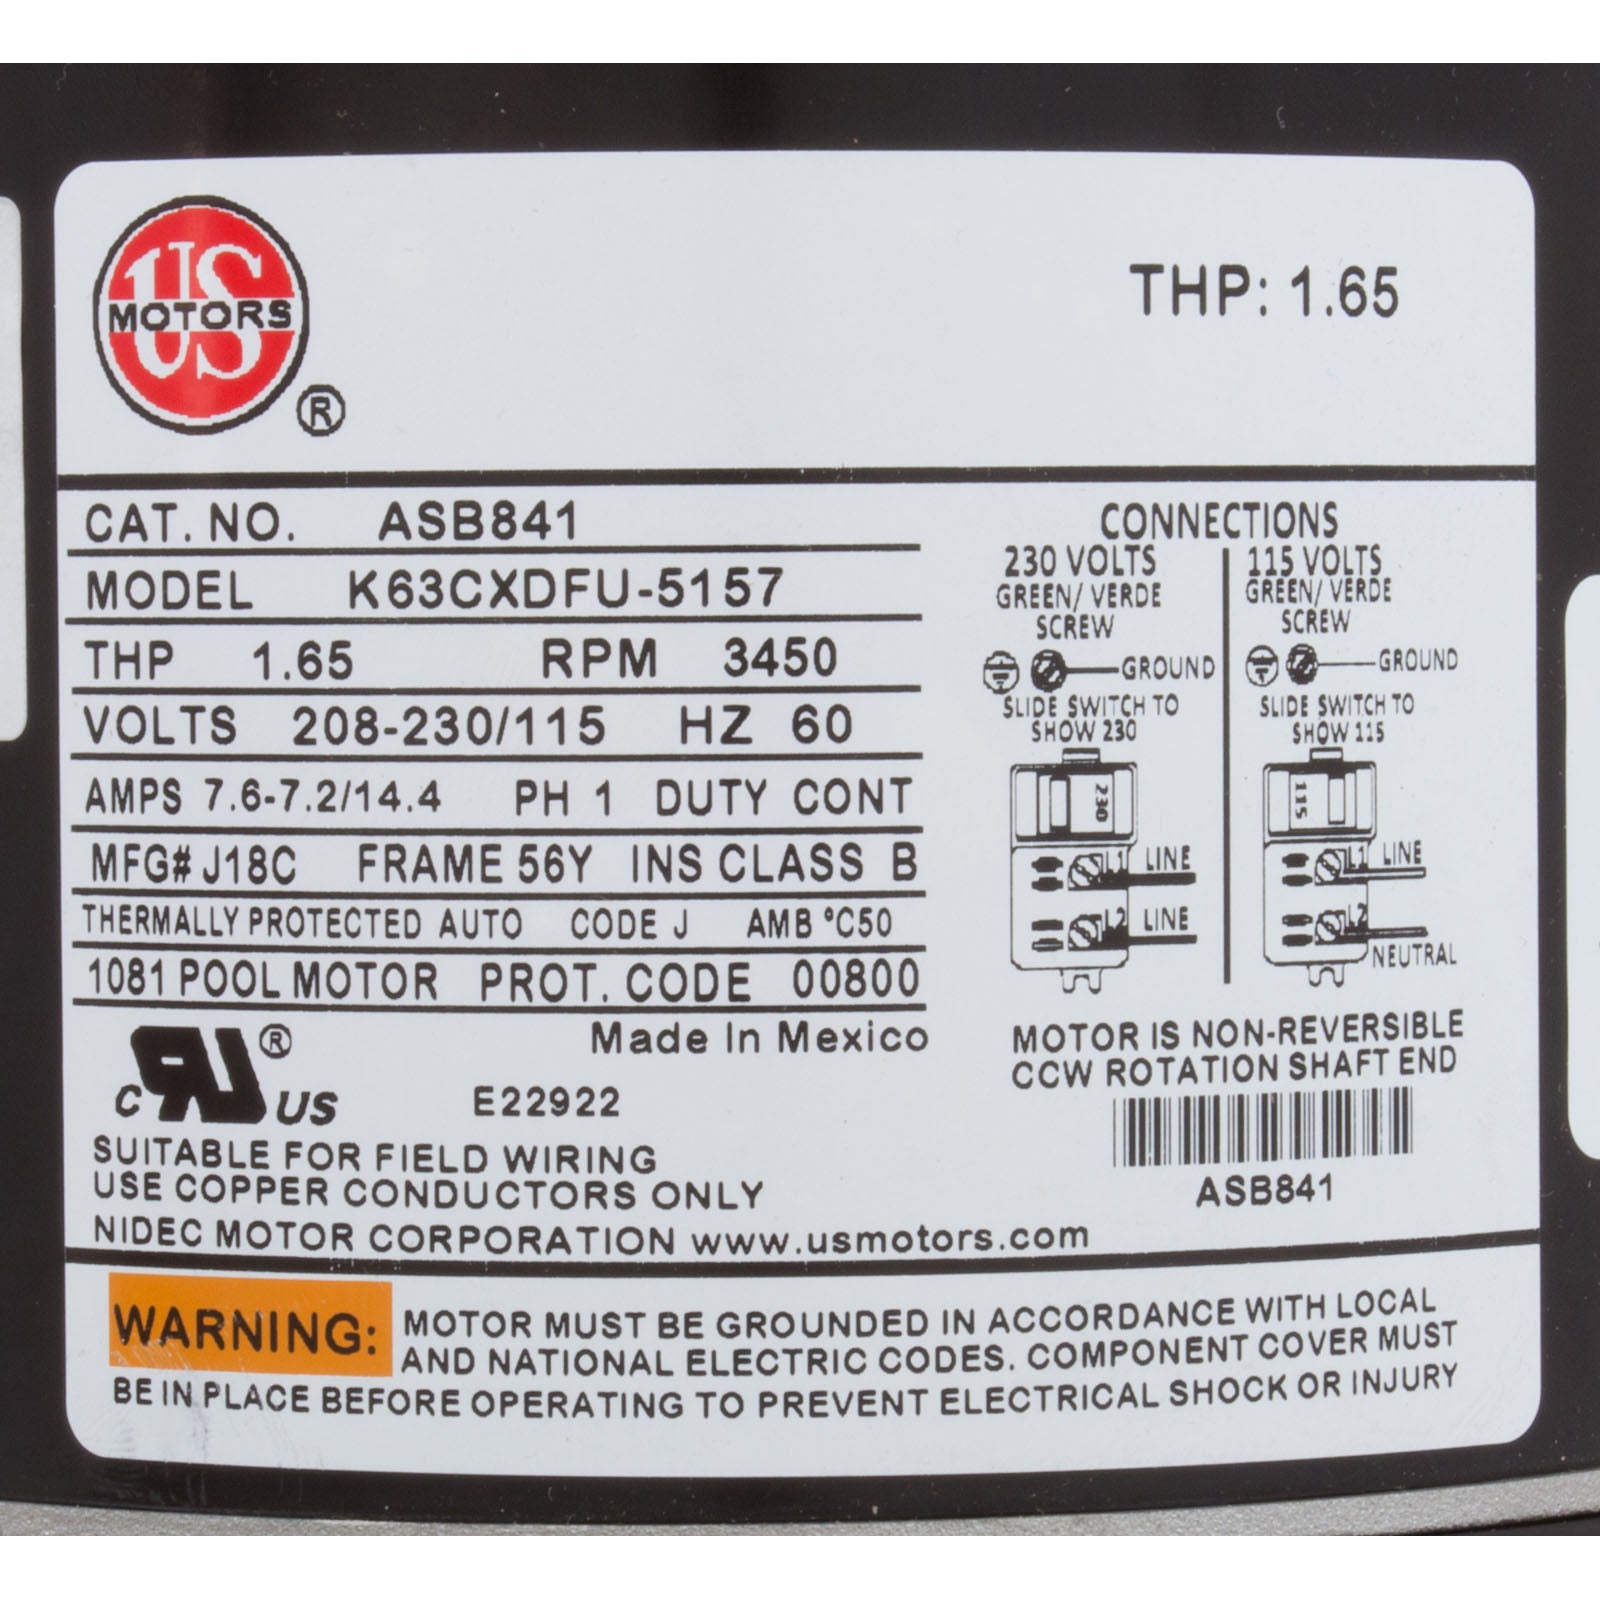 US
MOTORS
®
THP: 1.65
CAT. NO. ASB841
MODEL K63CXDFU-5157
THP 1.65 RPM 3450
VOLTS 208-230/115 HZ 60
AMPS 7.6-7.2/14.4 PH 1 DUTY CONT
MFG# J18C FRAME 56Y INS CLASS B
THERMALLY PROTECTED AUTO CODE J AMB °C50
1081 POOL MOTOR PROT. CODE 00800
Made In Mexico
c RU ® US
E22922
SUITABLE FOR FIELD WIRING
USE COPPER CONDUCTORS ONLY
NIDEC MOTOR CORPORATION www.usmotors.com
CONNECTIONS
230 VOLTS
GREEN/ VERDE
SCREW
GROUND
SLIDE SWITCH TO
SHOW 230
230
L1 LINE
L2 LINE
115 VOLTS
GREEN/ VERDE
SCREW
GROUND
SLIDE SWITCH TO
SHOW 115
115
L1 LINE
L2
NEUTRAL
MOTOR IS NON-REVERSIBLE
CCW ROTATION SHAFT END
ASB841
WARNING: MOTOR MUST BE GROUNDED IN ACCORDANCE WITH LOCAL
AND NATIONAL ELECTRIC CODES. COMPONENT COVER MUST
BE IN PLACE BEFORE OPERATING TO PREVENT ELECTRICAL SHOCK OR INJURY